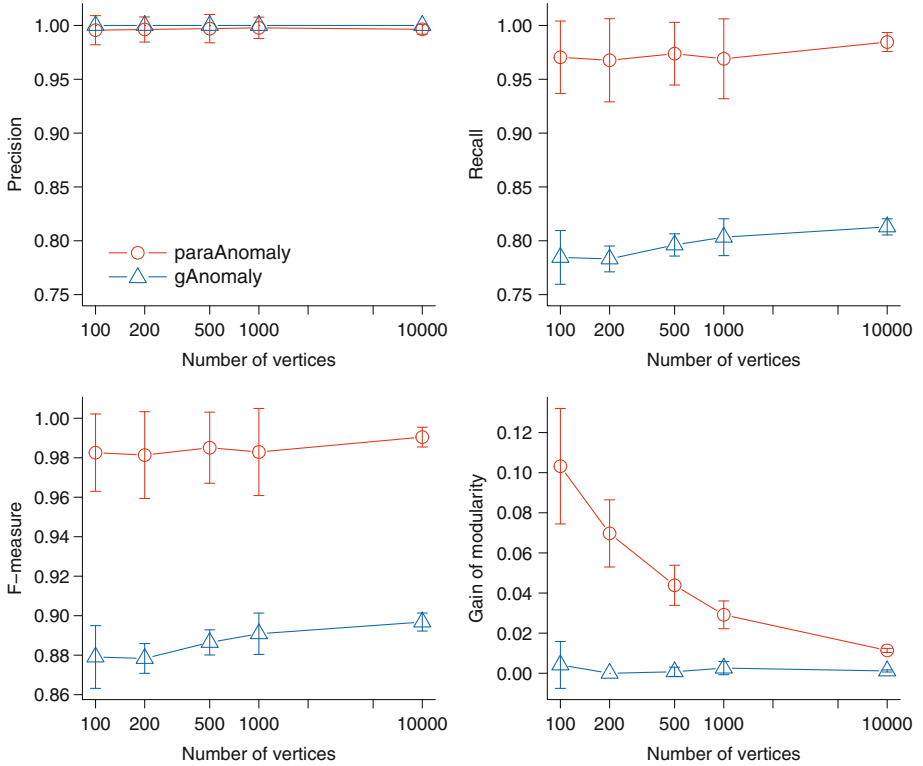 1.00
0.95
0.90
0.85
0.80
0.75
Precision
paraAnomaly
gAnomaly
100 200 500 1000 10000
Number of vertices
1.00
0.95
0.90
0.85
0.80
0.75
Recall
100 200 500 1000 10000
Number of vertices
1.00
0.98
0.96
0.94
0.92
0.90
0.88
0.86
F−measure
100 200 500 1000 10000
Number of vertices
0.12
0.10
0.08
0.06
0.04
0.02
0.00
Gain of modularity
100 200 500 1000 10000
Number of vertices